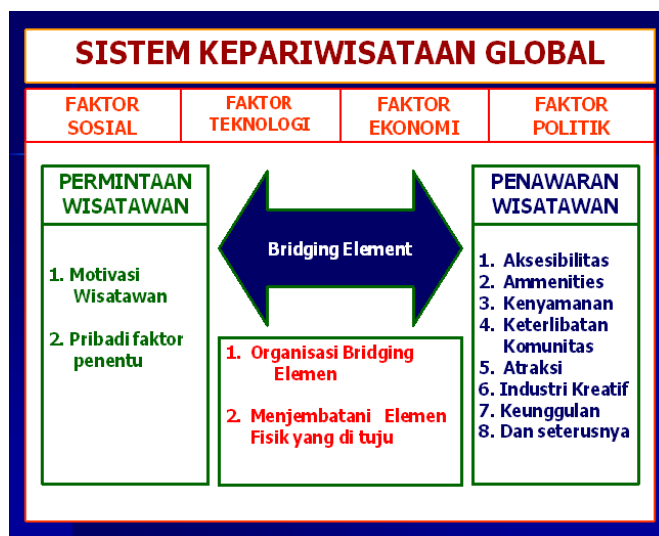 SISTEM KEPARIWISATAAN GLOBAL
FAKTOR
SOSIAL
FAKTOR
TEKNOLOGI
FAKTOR
EKONOMI
FAKTOR
POLITIK
PERMINTAAN
WISATAWAN
1. Motivasi
Wisatawan
2. Pribadi faktor
penentu
Bridging Element
1. Organisasi Bridging
Elemen
2. Menjembatani Elemen
Fisik yang di tuju
PENAWARAN
WISATAWAN
1. Aksesibilitas
2. Ammenities
3. Kenyamanan
4. Keterlibatan
Komunitas
5. Atraksi
6. Industri Kreatif
7. Keunggulan
8. Dan seterusnya